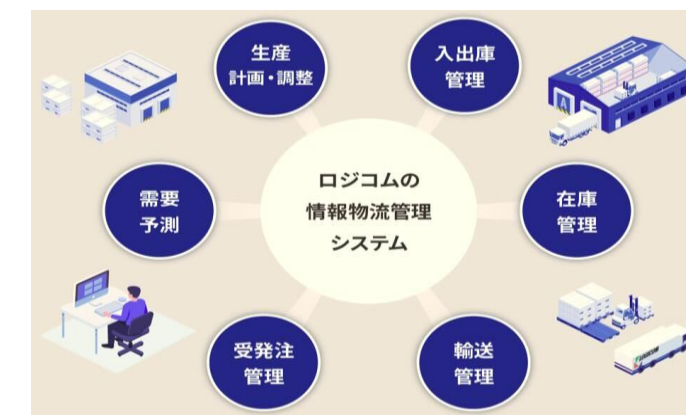 生産
計画・調整
入出庫
管理
需要
予測
ロジコムの
情報物流管理
システム
在庫
管理
受発注
管理
輸送
管理
A